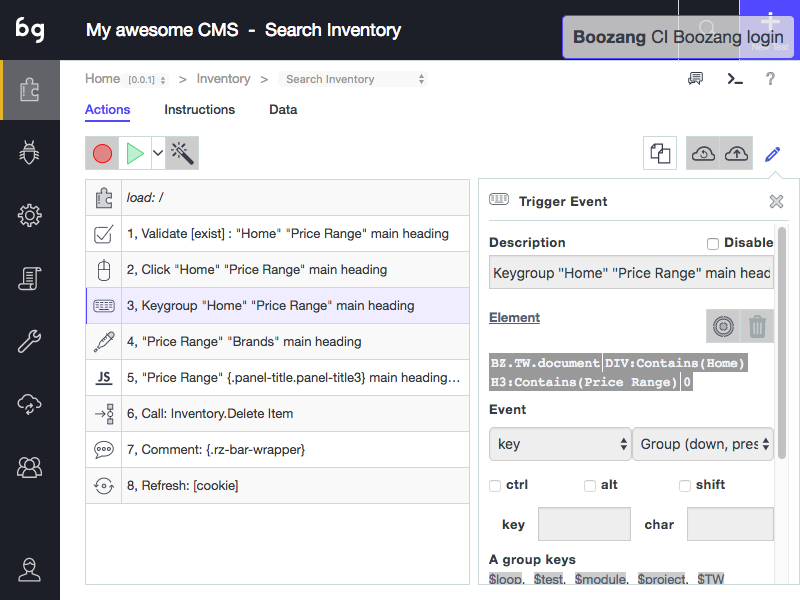 bg
My awesome CMS - Search Inventory
Boozang CI Boozang login
Home [0.0.1] > Inventory > Search Inventory
?
Actions Instructions Data
load: /
1, Validate [exist] : "Home" "Price Range" main heading
2, Click "Home" "Price Range" main heading
3, Keygroup "Home" "Price Range" main heading
4, "Price Range" "Brands" main heading
JS 5, "Price Range" {.panel-title.panel-title3} main heading...
6, Call: Inventory.Delete Item
7, Comment: {.rz-bar-wrapper}
8, Refresh: [cookie]
Trigger Event
Description Disable
Keygroup "Home" "Price Range" main head
Element
BZ.TW.document DIV:Contains(Home)
H3:Contains(Price Range) 0
Event
key Group (down, pres
ctrl alt shift
key char
A group keys
$loop, $test, $module, $project, $TW